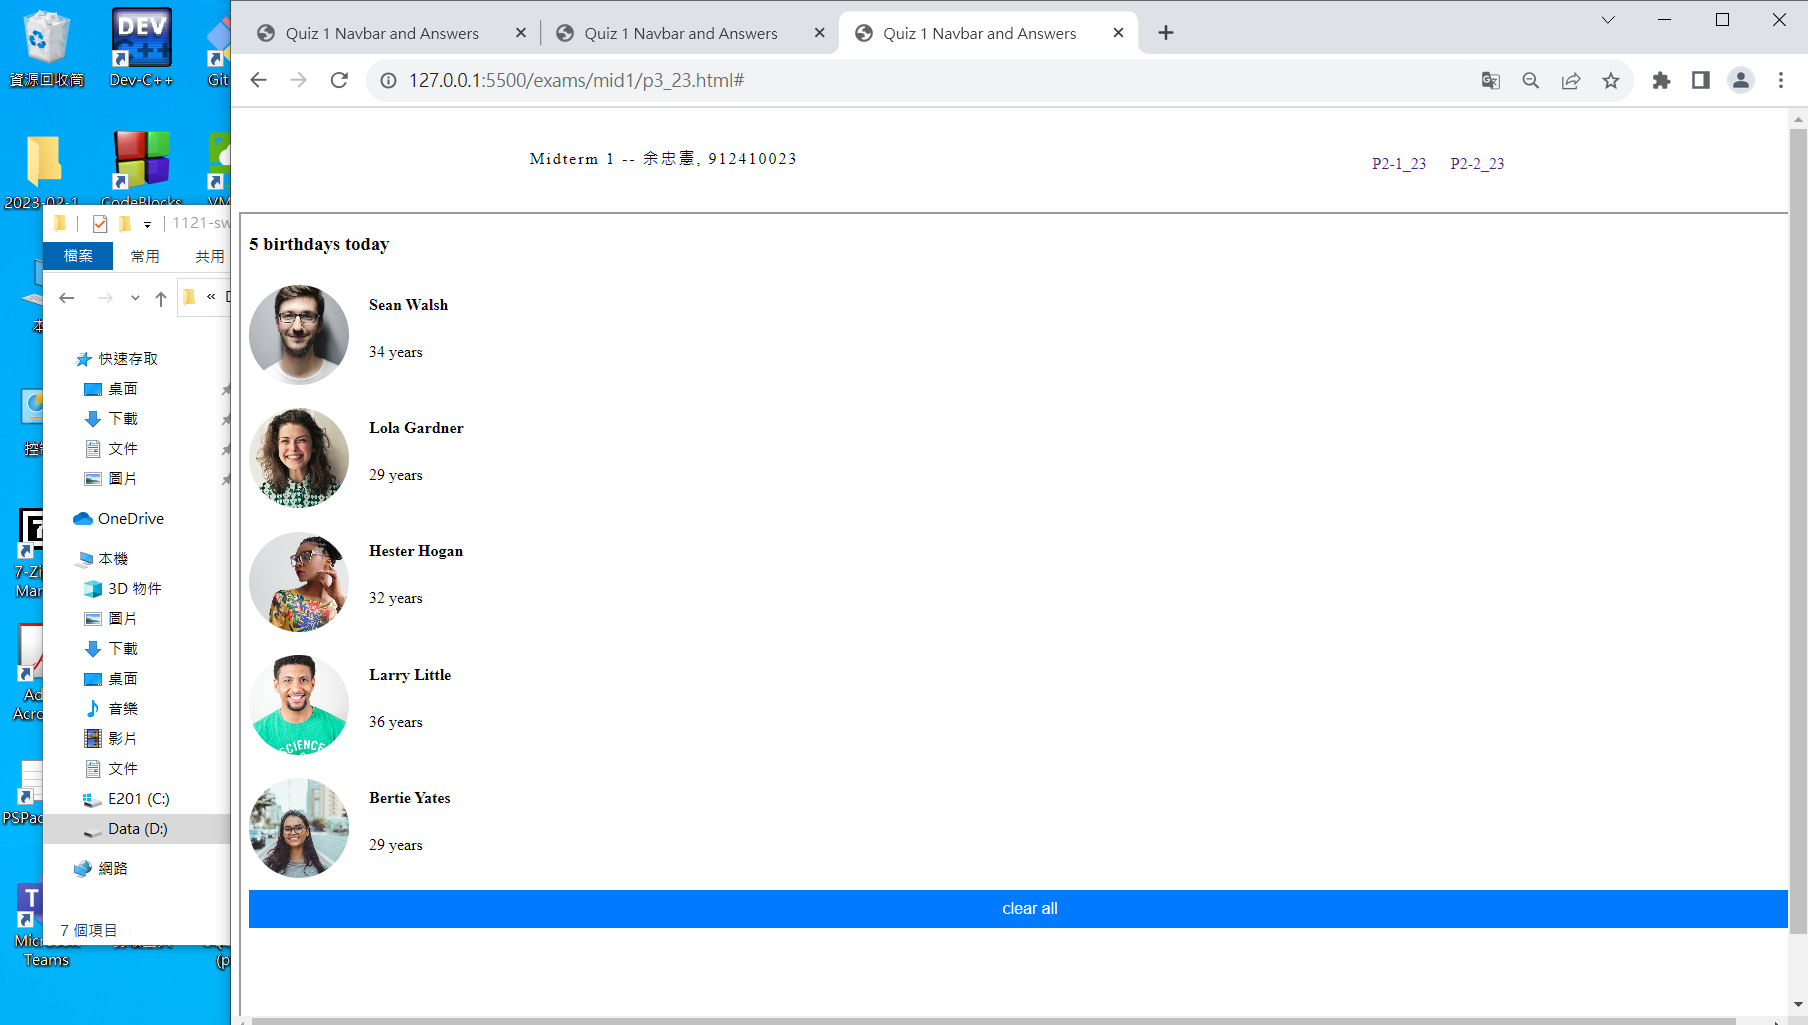 資源回收筒
Dev-C++
Git
2023-02-1
CodeBlocks
VM
7-Zi
Mar
Ad
Acro
PSPac
Micr
Teams
(p
1121-sw
檔案
常用
共用
«
快速存取
桌面
下載
文件
圖片
OneDrive
本機
3D 物件
圖片
下載
桌面
音樂
影片
文件
E201 (C:)
Data (D:)
網路
7 個項目
Quiz 1 Navbar and Answers
Quiz 1 Navbar and Answers
Quiz 1 Navbar and Answers
127.0.0.1:5500/exams/mid1/p3_23.html#
Midterm 1 -- 余忠憲, 912410023
P2-1_23
P2-2_23
5 birthdays today
Sean Walsh
34 years
Lola Gardner
29 years
Hester Hogan
32 years
Larry Little
36 years
SCIENCE
Bertie Yates
29 years
clear all